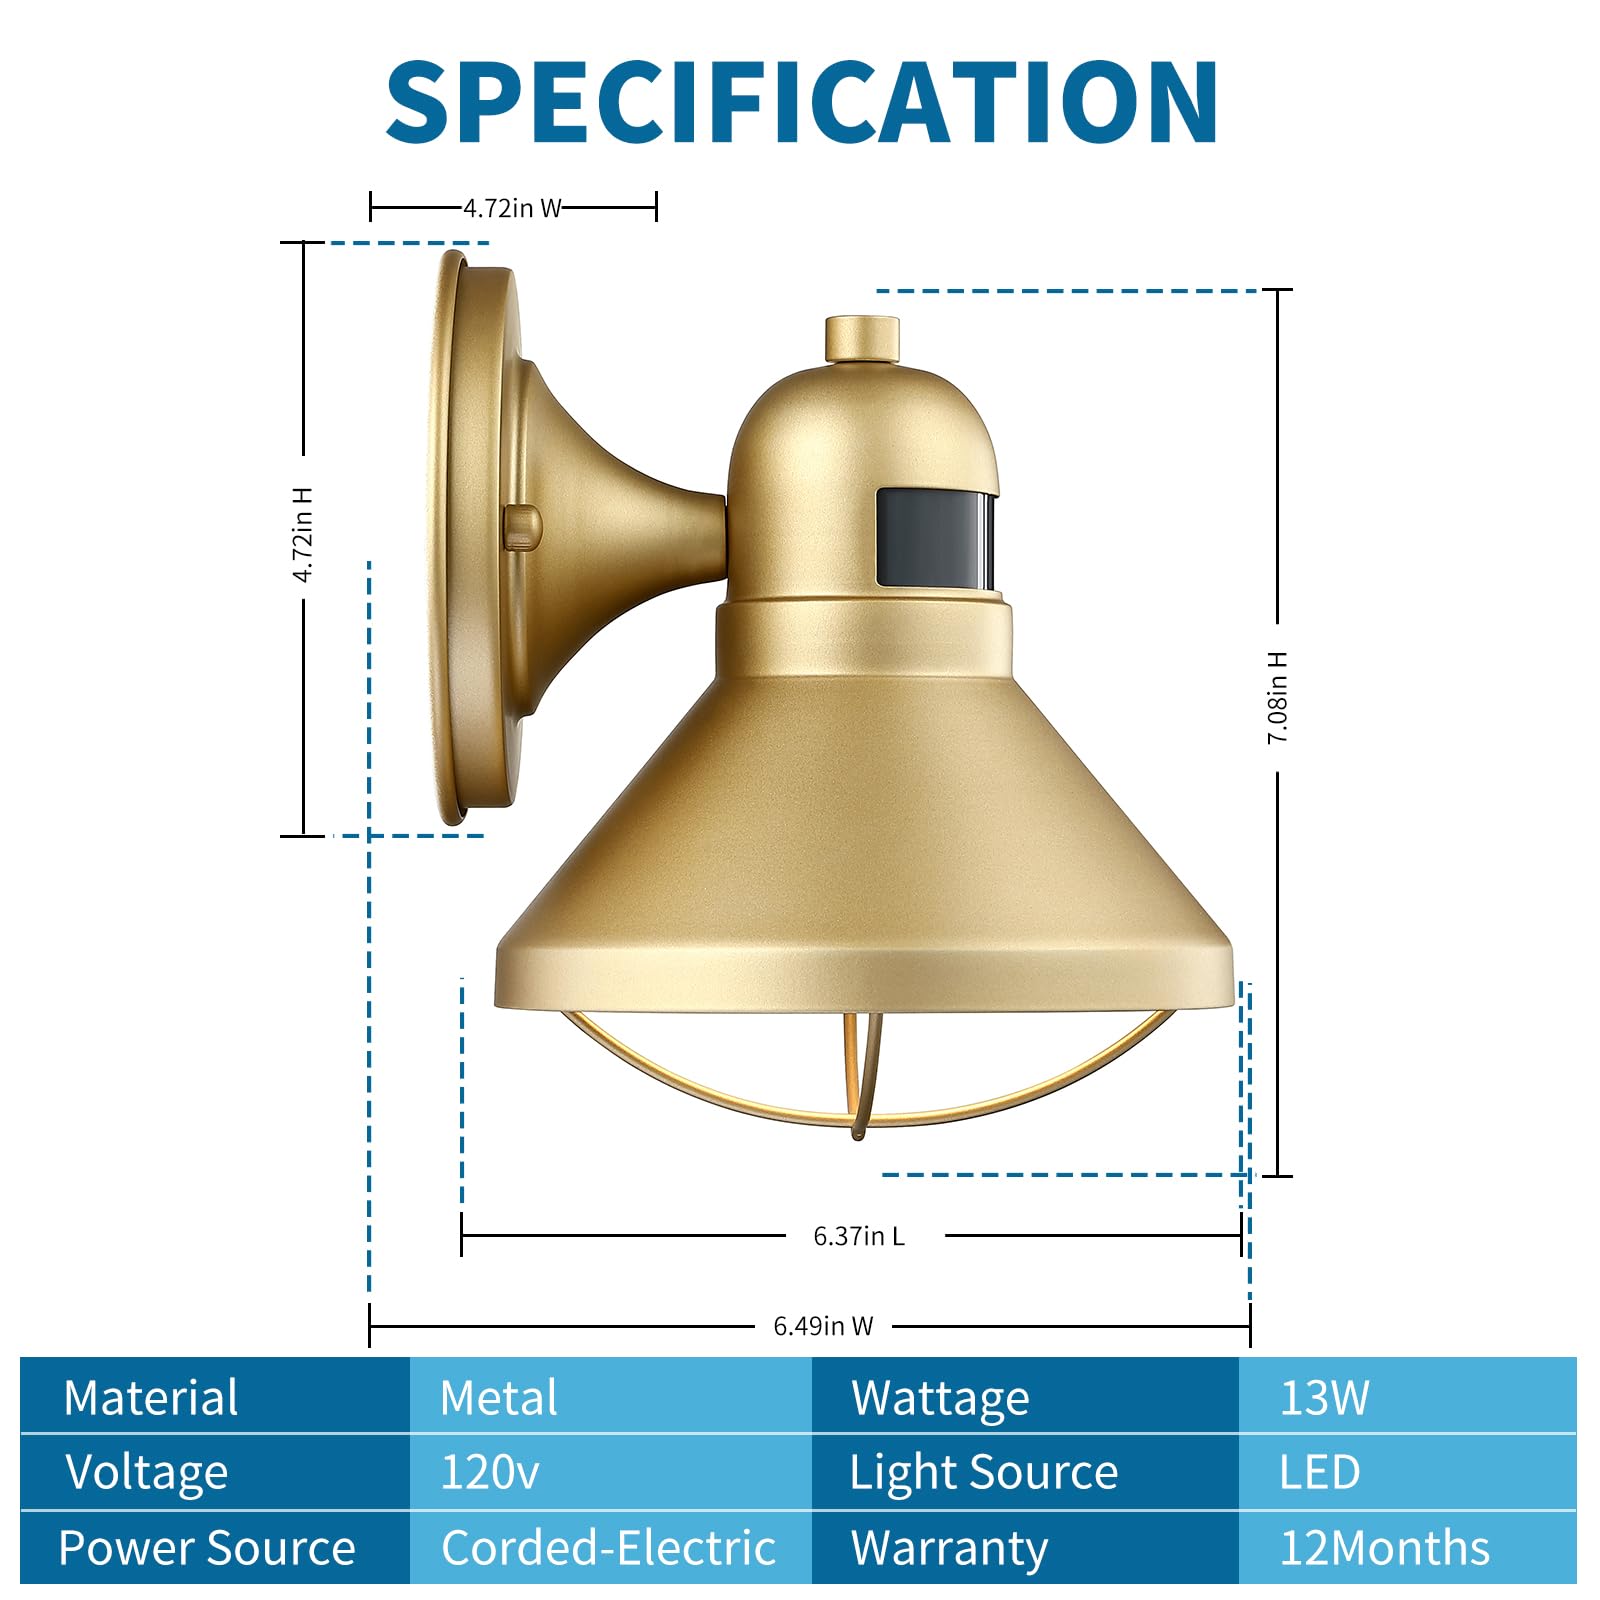 SPECIFICATION
4.72in W
4.72in H
7.08in H
6.37in L
6.49in W
Material Metal Wattage 13W
Voltage 120v Light Source LED
Power Source Corded-Electric Warranty 12Months